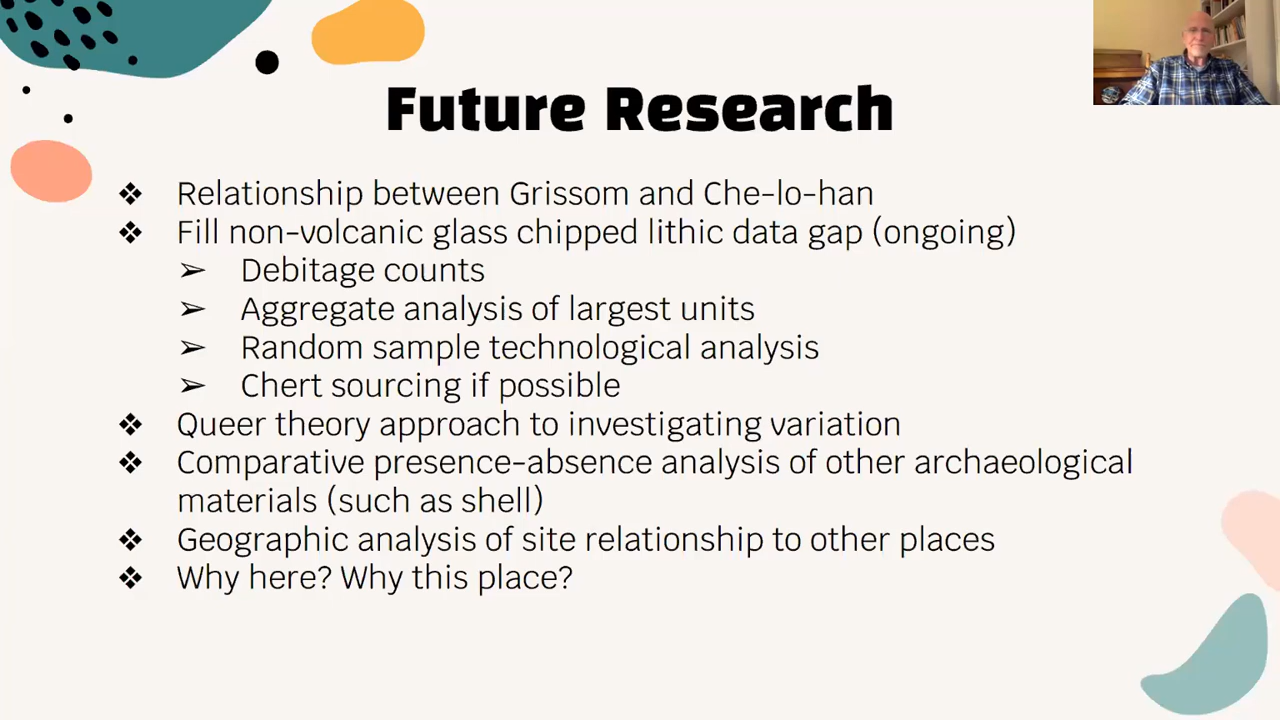 Future Research
❖ Relationship between Grissom and Che-lo-han
❖ Fill non-volcanic glass chipped lithic data gap (ongoing)
➢ Debitage counts
➢ Aggregate analysis of largest units
➢ Random sample technological analysis
➢ Chert sourcing if possible
❖ Queer theory approach to investigating variation
❖ Comparative presence-absence analysis of other archaeological
materials (such as shell)
❖ Geographic analysis of site relationship to other places
❖ Why here? Why this place?